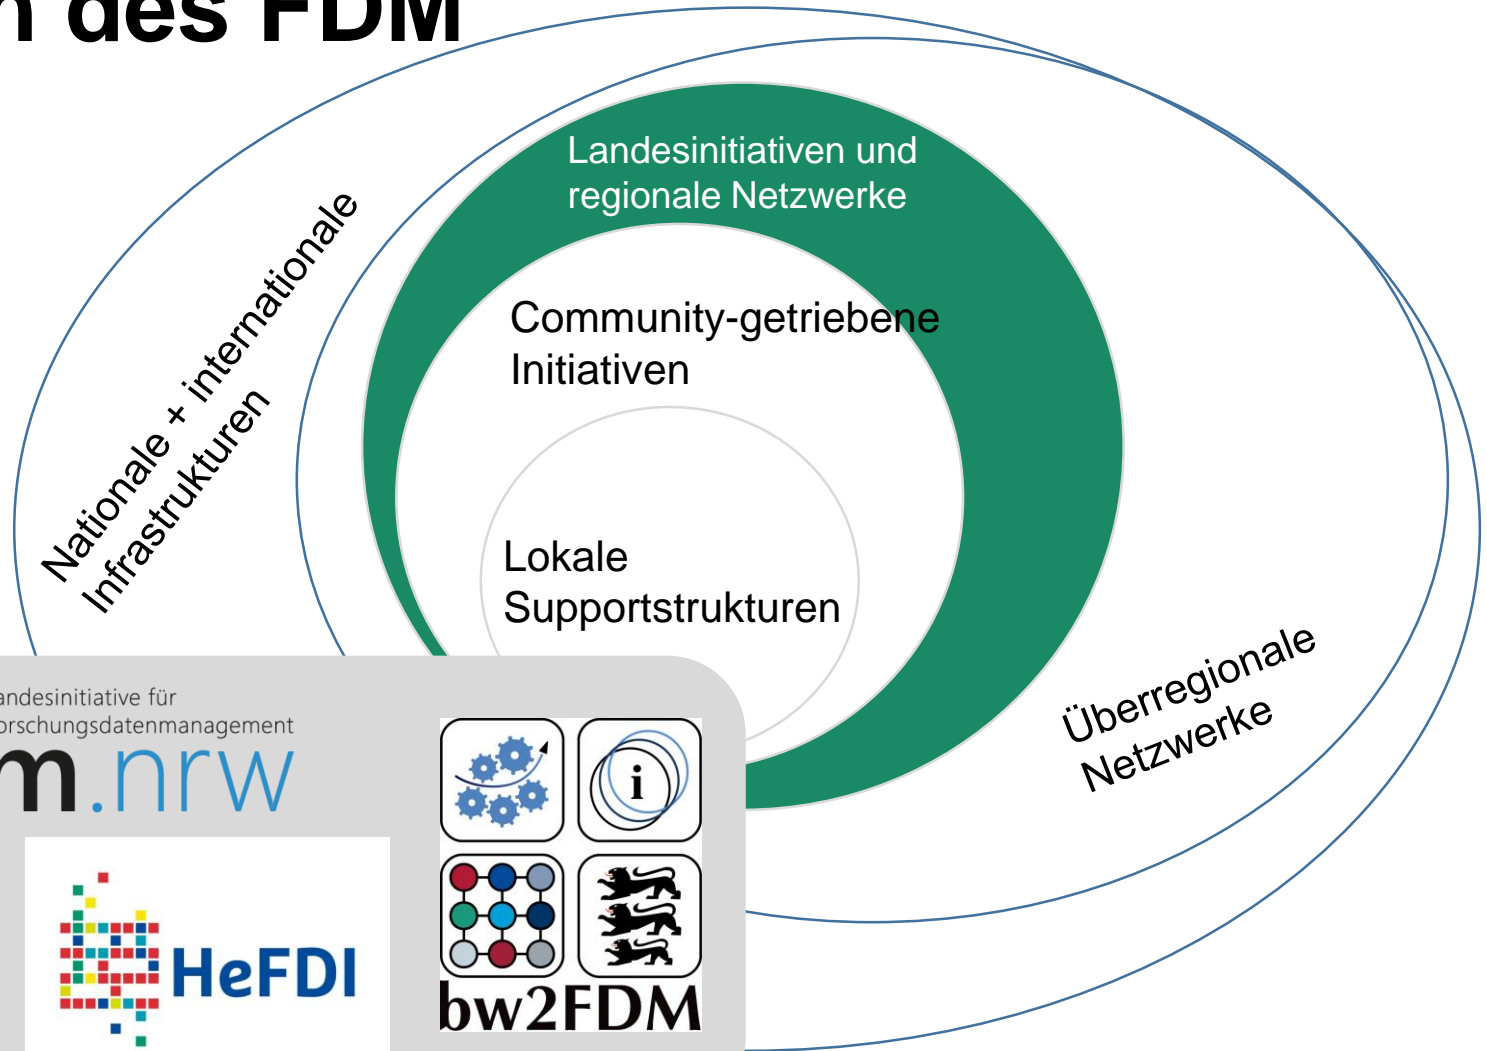 n des FDM
Landesinitiativen und
regionale Netzwerke
Nationale + internationale
Infrastrukturen
Community-getriebene
Initiativen
Lokale
Supportstrukturen
Überregionale
Netzwerke
andesinitiative für
orschungsdatenmanagement
m.nrw
i
HeFDI
bw2FDM